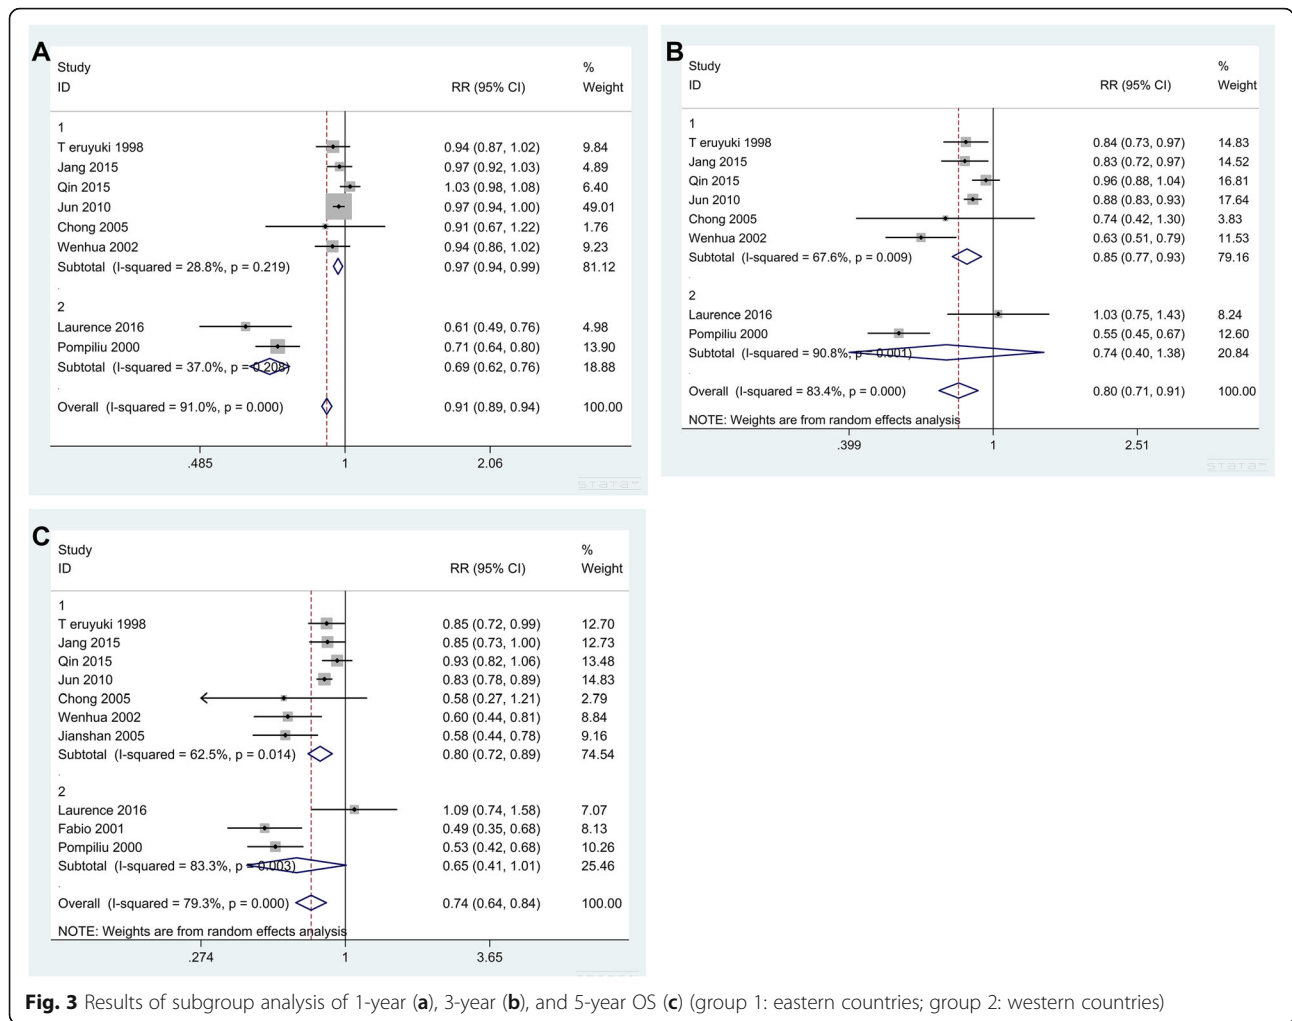 A
Study %
ID RR (95% CI) Weight
1
T eruyuki 1998 0.94 (0.87, 1.02) 9.84
Jang 2015 0.97 (0.92, 1.03) 4.89
Qin 2015 1.03 (0.98, 1.08) 6.40
Jun 2010 0.97 (0.94, 1.00) 49.01
Chong 2005 0.91 (0.67, 1.22) 1.76
Wenhua 2002 0.94 (0.86, 1.02) 9.23
Subtotal (I-squared = 28.8%, p = 0.219) 0.97 (0.94, 0.99) 81.12
.
2
Laurence 2016 0.61 (0.49, 0.76) 4.98
Pompiliu 2000 0.71 (0.64, 0.80) 13.90
Subtotal (I-squared = 37.0%, p = 0.208) 0.69 (0.62, 0.76) 18.88
.
Overall (I-squared = 91.0%, p = 0.000) 0.91 (0.89, 0.94) 100.00
.485 1 2.06
STATA™
B
Study %
ID RR (95% CI) Weight
1
T eruyuki 1998 0.84 (0.73, 0.97) 14.83
Jang 2015 0.83 (0.72, 0.97) 14.52
Qin 2015 0.96 (0.88, 1.04) 16.81
Jun 2010 0.88 (0.83, 0.93) 17.64
Chong 2005 0.74 (0.42, 1.30) 3.83
Wenhua 2002 0.63 (0.51, 0.79) 11.53
Subtotal (I-squared = 67.6%, p = 0.009) 0.85 (0.77, 0.93) 79.16
.
2
Laurence 2016 1.03 (0.75, 1.43) 8.24
Pompiliu 2000 0.55 (0.45, 0.67) 12.60
Subtotal (I-squared = 90.8%, p = 0.001) 0.74 (0.40, 1.38) 20.84
.
Overall (I-squared = 83.4%, p = 0.000) 0.80 (0.71, 0.91) 100.00
NOTE: Weights are from random effects analysis
.399 1 2.51
STATA™
C
Study %
ID RR (95% CI) Weight
1
T eruyuki 1998 0.85 (0.72, 0.99) 12.70
Jang 2015 0.85 (0.73, 1.00) 12.73
Qin 2015 0.93 (0.82, 1.06) 13.48
Jun 2010 0.83 (0.78, 0.89) 14.83
Chong 2005 0.58 (0.27, 1.21) 2.79
Wenhua 2002 0.60 (0.44, 0.81) 8.84
Jianshan 2005 0.58 (0.44, 0.78) 9.16
Subtotal (I-squared = 62.5%, p = 0.014) 0.80 (0.72, 0.89) 74.54
.
2
Laurence 2016 1.09 (0.74, 1.58) 7.07
Fabio 2001 0.49 (0.35, 0.68) 8.13
Pompiliu 2000 0.53 (0.42, 0.68) 10.26
Subtotal (I-squared = 83.3%, p = 0.003) 0.65 (0.41, 1.01) 25.46
.
Overall (I-squared = 79.3%, p = 0.000) 0.74 (0.64, 0.84) 100.00
NOTE: Weights are from random effects analysis
.274 1 3.65
Fig. 3 Results of subgroup analysis of 1-year (a), 3-year (b), and 5-year OS (c) (group 1: eastern countries; group 2: western countries)